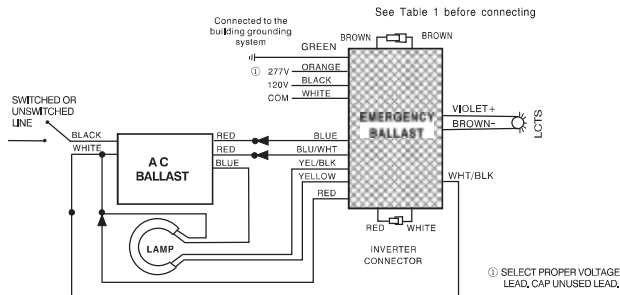 See Table 1 before connecting
Connected to the
building grounding
system
BROWN
BROWN
GREEN
① 277V
ORANGE
120V
BLACK
COM
WHITE
EMERGENCY
BALLAST
VIOLET+
BROWN-
LCTS
SWITCHED OR
UNSWITCHED
LINE
BLACK
WHITE
AC
BALLAST
RED
BLUE
RED
BLU/WHT
BLUE
YEL/BLK
YELLOW
RED
WHT/BLK
LAMP
RED
WHITE
INVERTER
CONNECTOR
① SELECT PROPER VOLTAGE
LEAD. CAP UNUSED LEAD.